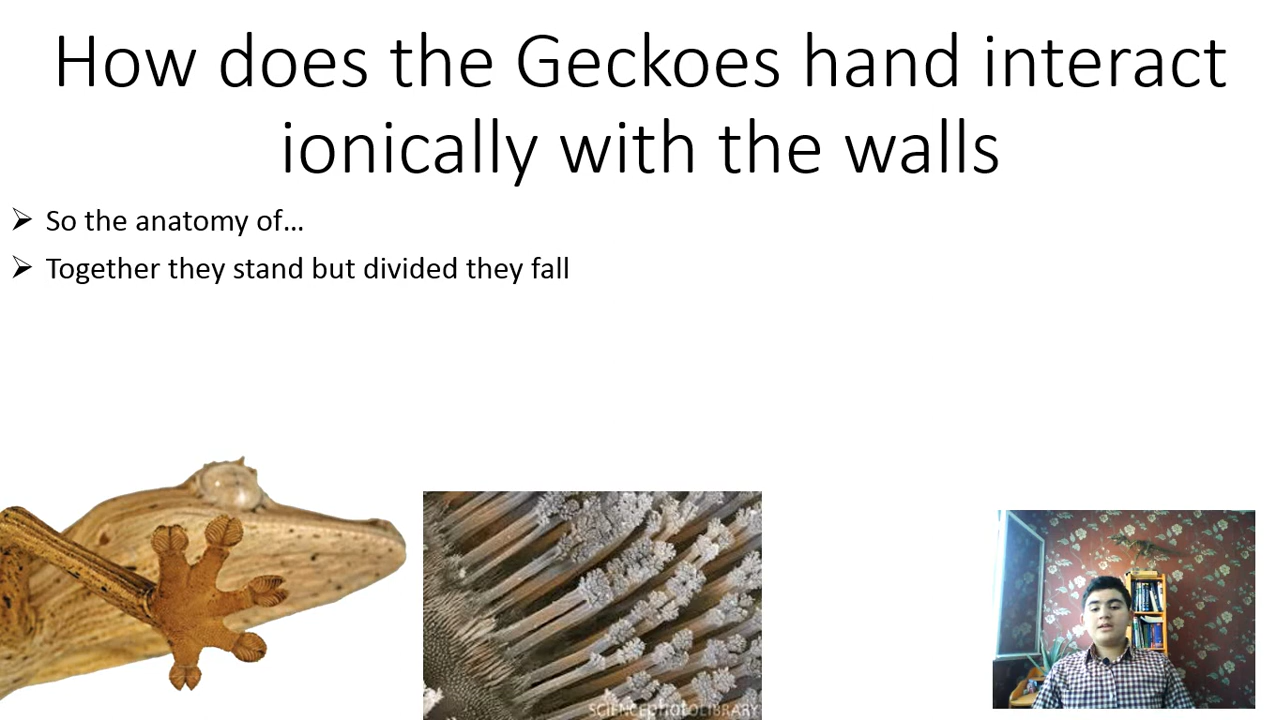 How does the Geckoes hand interact
ionically with the walls
So the anatomy of…
Together they stand but divided they fall
SCIENCEPHOTOLIBRARY